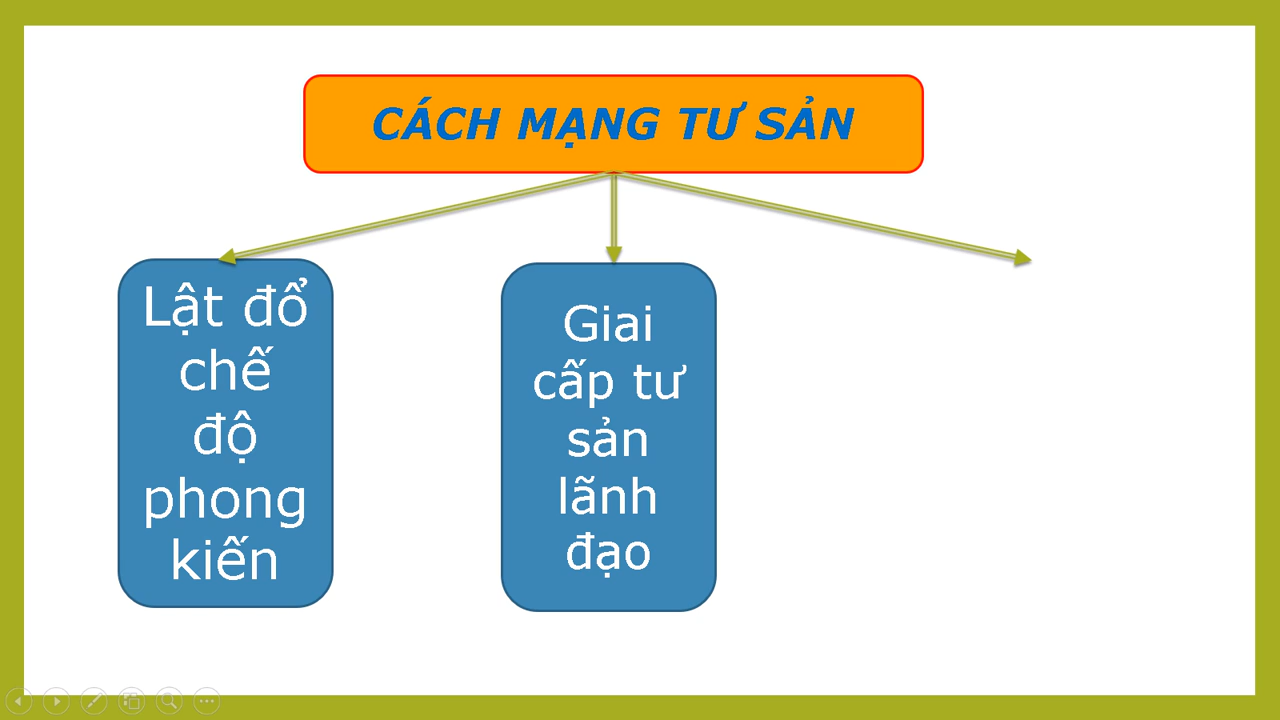 CÁCH MẠNG TƯ SẢN
Lật đổ
chế
độ
phong
kiến
Giai
cấp tư
sản
lãnh
đạo